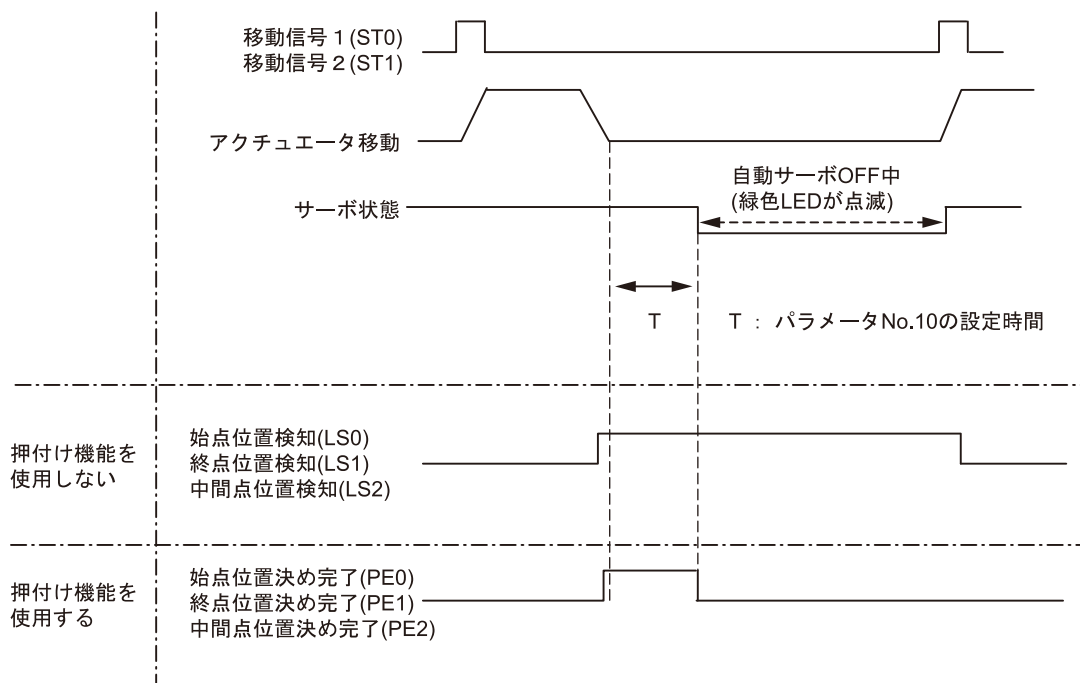 移動信号 1 (ST0)
移動信号 2 (ST1)
アクチュエータ移動
サーボ状態
自動サーボOFF中
(緑色LEDが点滅)
T
T : パラメータNo.10の設定時間
押付け機能を
使用しない
始点位置検知(LS0)
終点位置検知(LS1)
中間点位置検知(LS2)
押付け機能を
使用する
始点位置決め完了(PE0)
終点位置決め完了(PE1)
中間点位置決め完了(PE2)